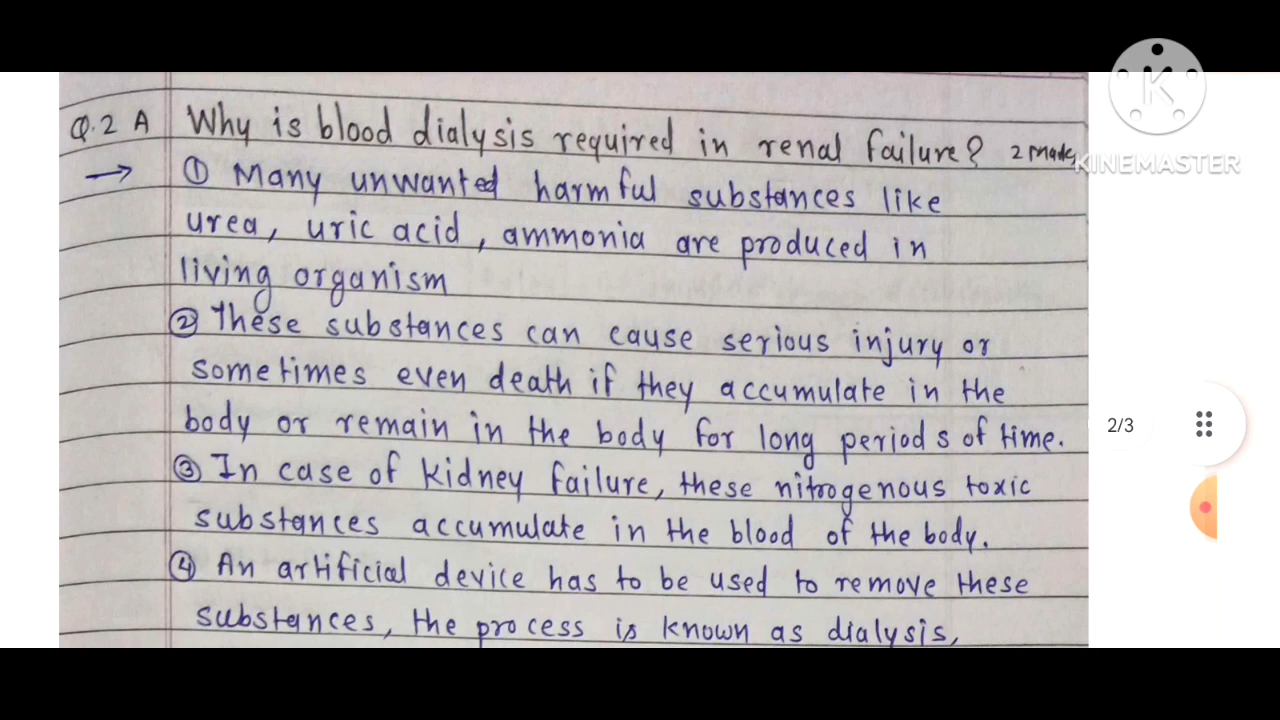 Q.2 A Why is blood dialysis required in renal failure? 2 Marks
→ ① Many unwanted harmful substances like
urea, uric acid, ammonia are produced in
living organism
② These substances can cause serious injury or
sometimes even death if they accumulate in the
body or remain in the body for long periods of time.
③ In case of kidney failure, these nitrogenous toxic
substances accumulate in the blood of the body.
④ An artificial device has to be used to remove these
substances, the process is known as dialysis,
K
KINEMASTER
2/3